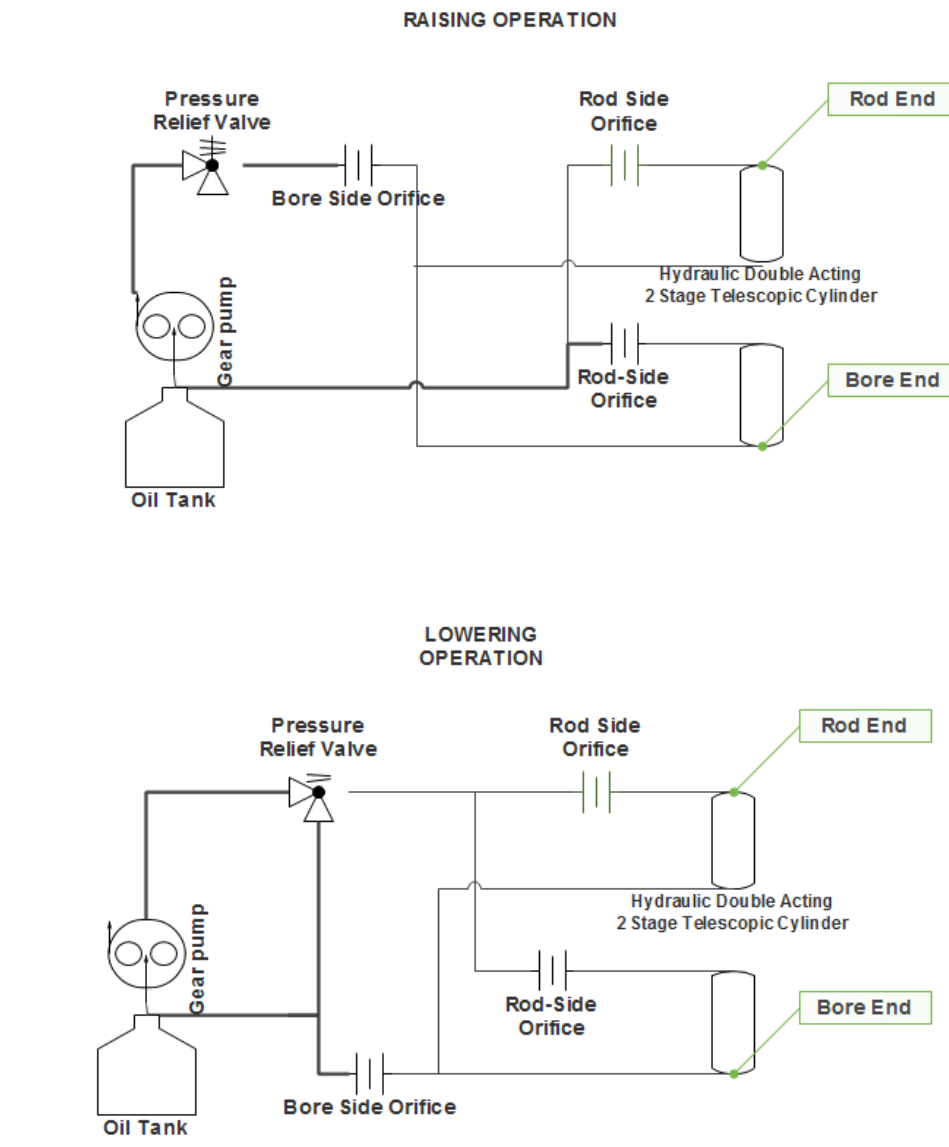 RAISING OPERATION
Pressure
Relief Valve
Rod Side
Orifice
Rod End
Bore Side Orifice
Hydraulic Double Acting
2 Stage Telescopic Cylinder
Gear pump
Rod-Side
Orifice
Bore End
Oil Tank
LOWERING
OPERATION
Pressure
Relief Valve
Rod Side
Orifice
Rod End
Hydraulic Double Acting
2 Stage Telescopic Cylinder
Gear pump
Rod-Side
Orifice
Bore End
Bore Side Orifice
Oil Tank